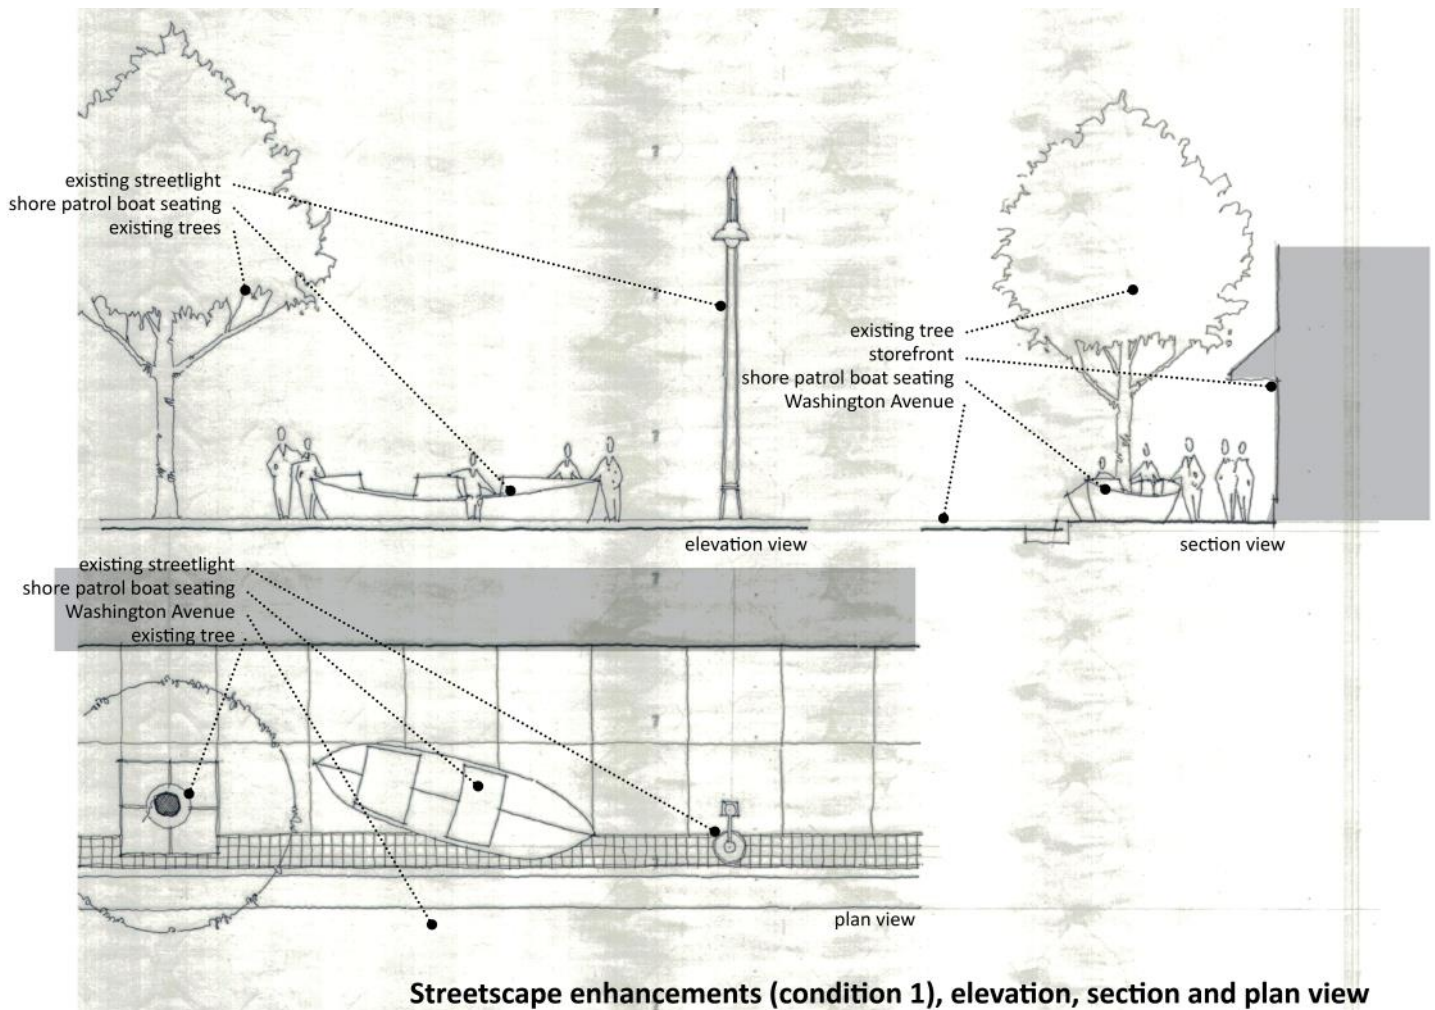 existing streetlight
shore patrol boat seating
existing trees
existing tree
storefront
shore patrol boat seating
Washington Avenue
elevation view
section view
existing streetlight
shore patrol boat seating
Washington Avenue
existing tree
plan view
Streetscape enhancements (condition 1), elevation, section and plan view